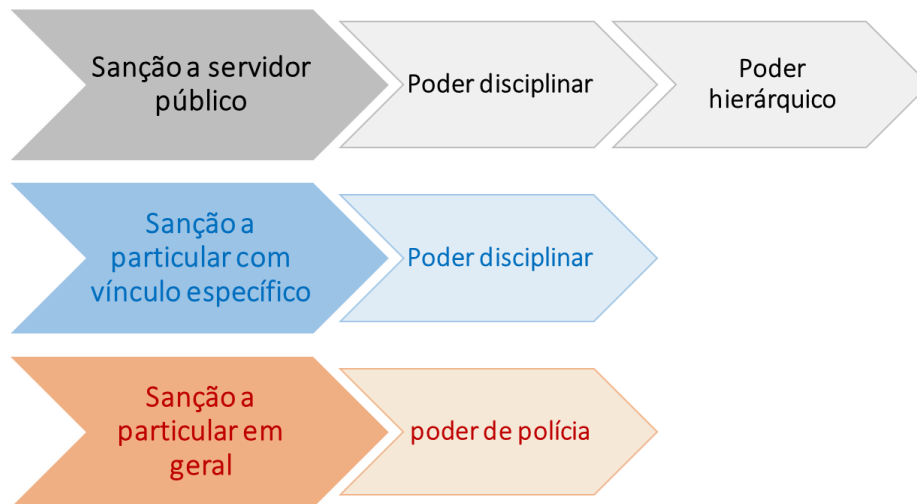 Sanção a servidor
público
Poder disciplinar
Poder
hierárquico
Sanção a
particular com
vínculo específico
Poder disciplinar
Sanção a
particular em
geral
poder de polícia